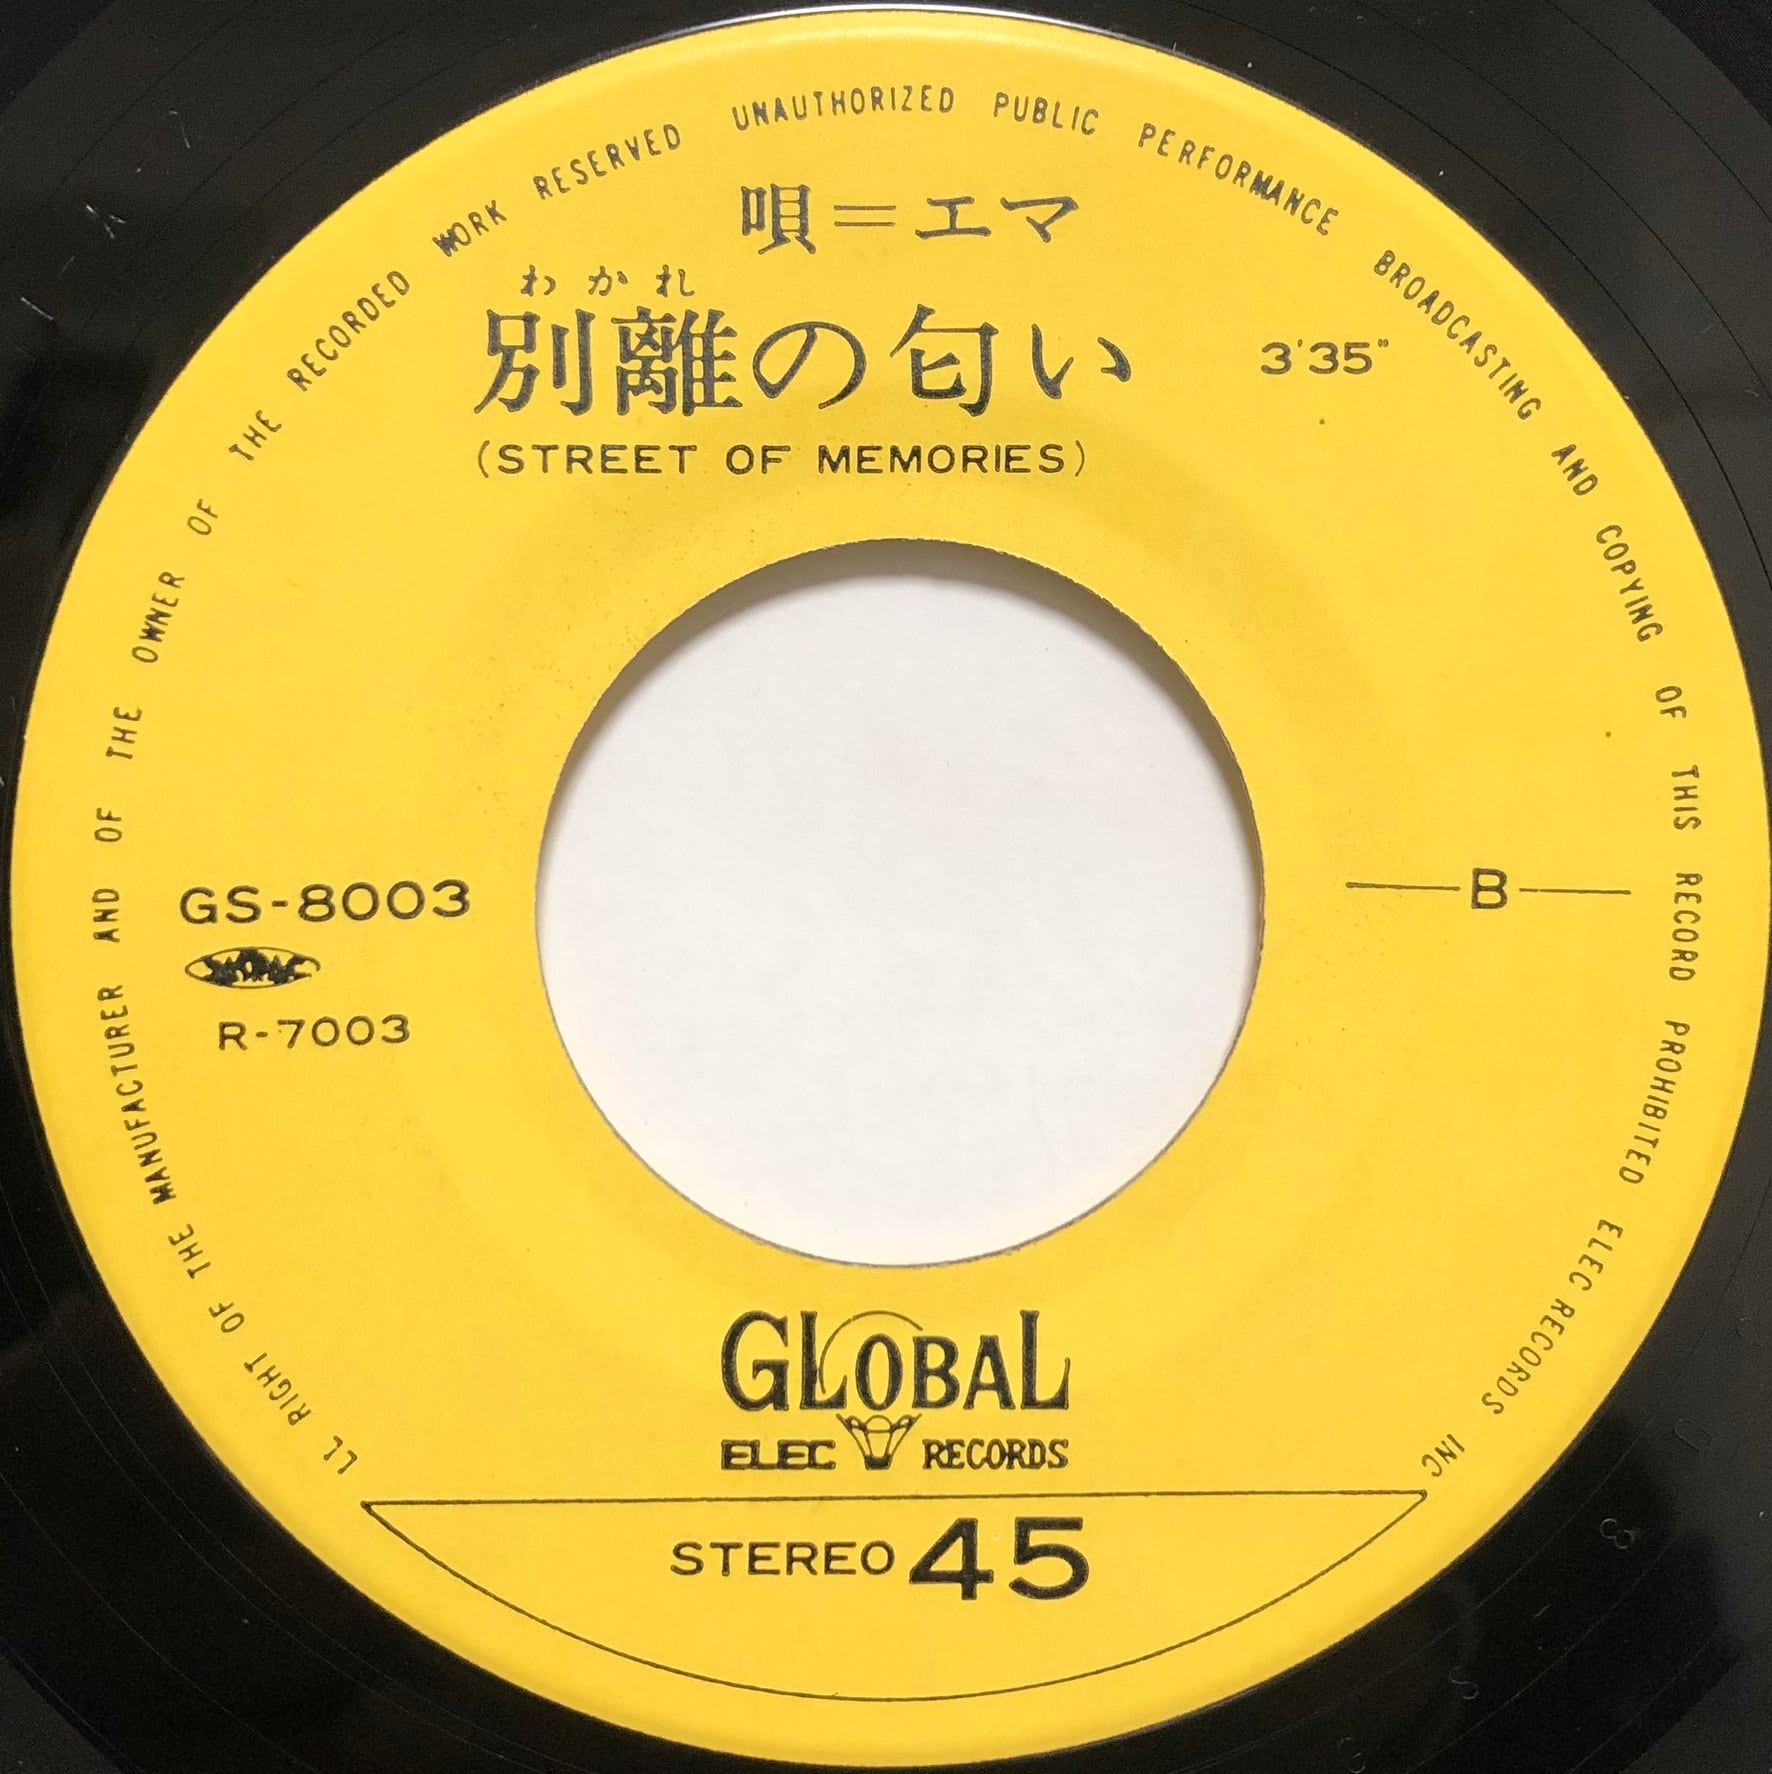 LL RIGHT OF THE MANUFACTURER AND OF THE OWNER OF THE RECORDED WORK RESERVED UNAUTHORIZED PUBLIC PERFORMANCE BROADCASTING AND COPYING OF THIS RECORD PROHIBITED ELEC RECORDS INC
唄=エマ
わかれ
別離の匂い 3'35"
(STREET OF MEMORIES)
GS-8003
R-7003
B
GLOBAL
ELEC RECORDS
STEREO 45